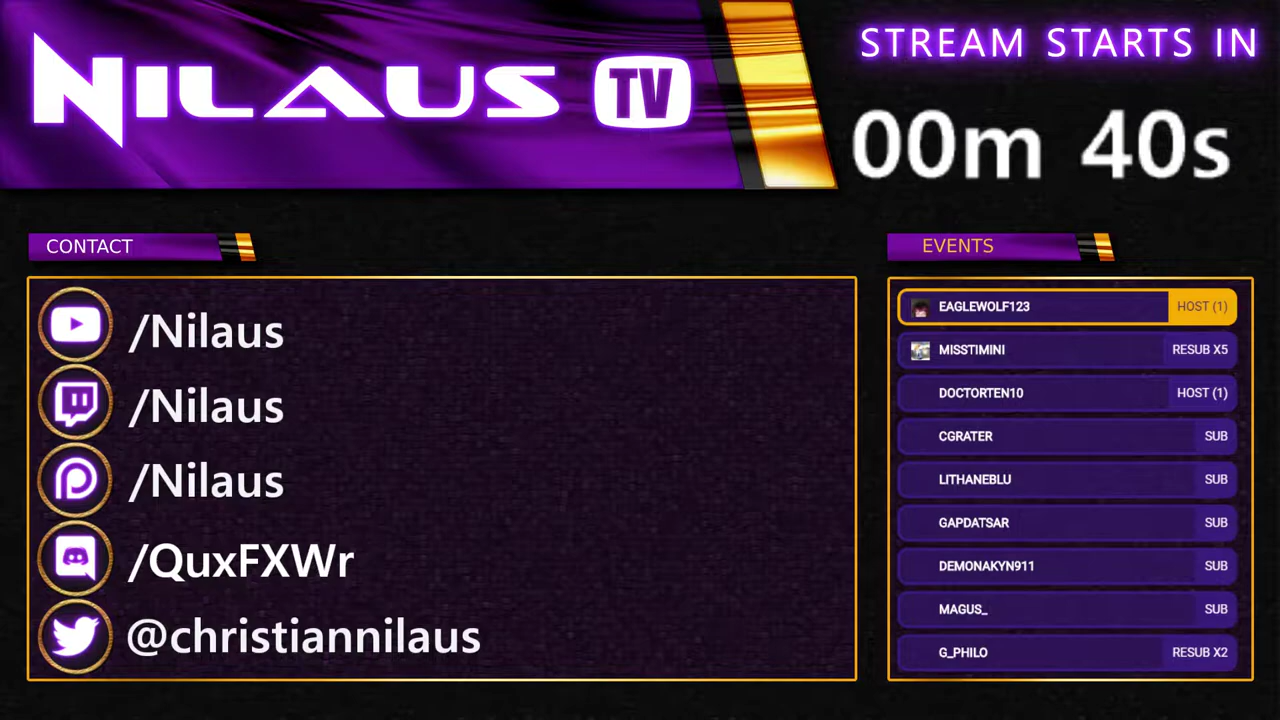 NILAUS TV
STREAM STARTS IN
00m 40s
CONTACT
/Nilaus
/Nilaus
/Nilaus
/QuxFXWr
@christiannilaus
EVENTS
EAGLEWOLF123 HOST (1)
MISSTIMINI RESUB X5
DOCTORTEN10 HOST (1)
CGRATER SUB
LITHANEBLU SUB
GAPDATSAR SUB
DEMONAKYN911 SUB
MAGUS_ SUB
G_PHILO RESUB X2